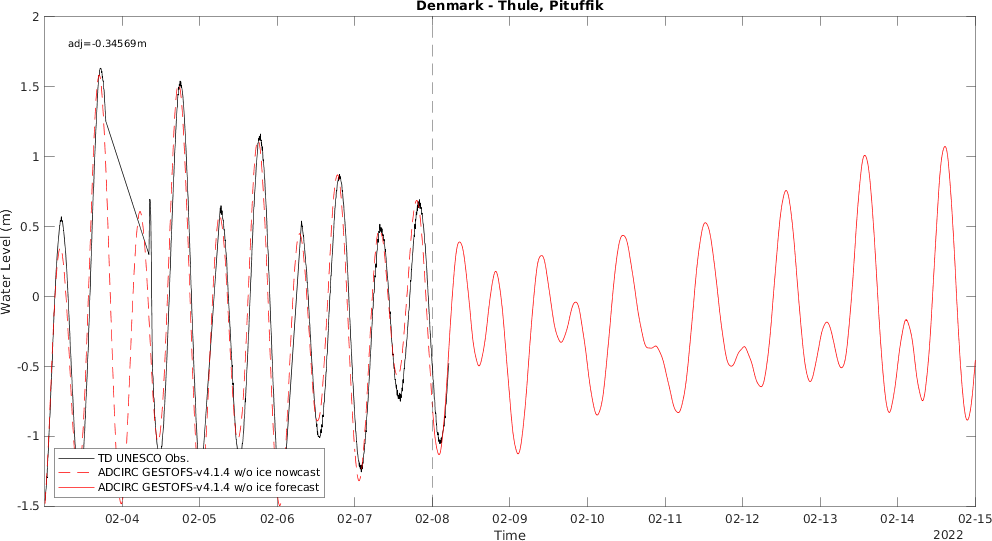 Denmark - Thule, Pituffik
adj=-0.34569m
Water Level (m)
2
1.5
1
0.5
0
-0.5
-1
-1.5
TD UNESCO Obs.
ADCIRC GESTOFS-v4.1.4 w/o ice nowcast
ADCIRC GESTOFS-v4.1.4 w/o ice forecast
02-04 02-05 02-06 02-07 02-08 02-09 02-10 02-11 02-12 02-13 02-14 02-15
Time
2022